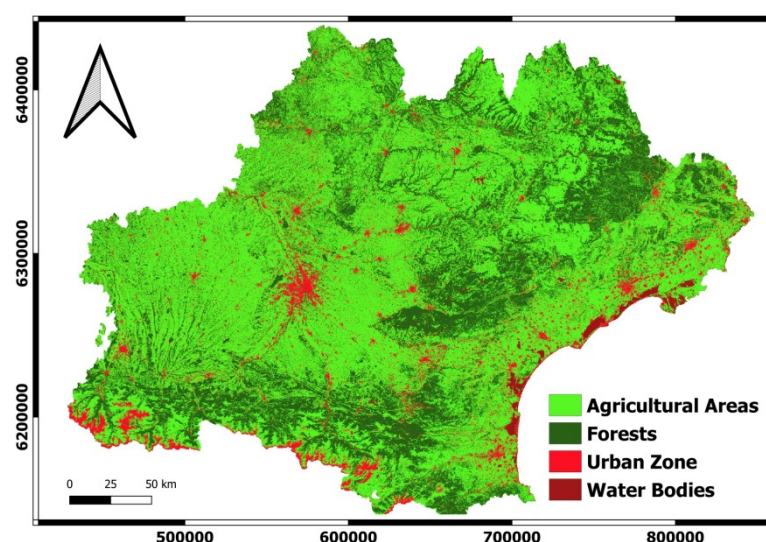 6400000
6300000
6200000
Agricultural Areas
Forests
Urban Zone
Water Bodies
0 25 50 km
500000 600000 700000 800000